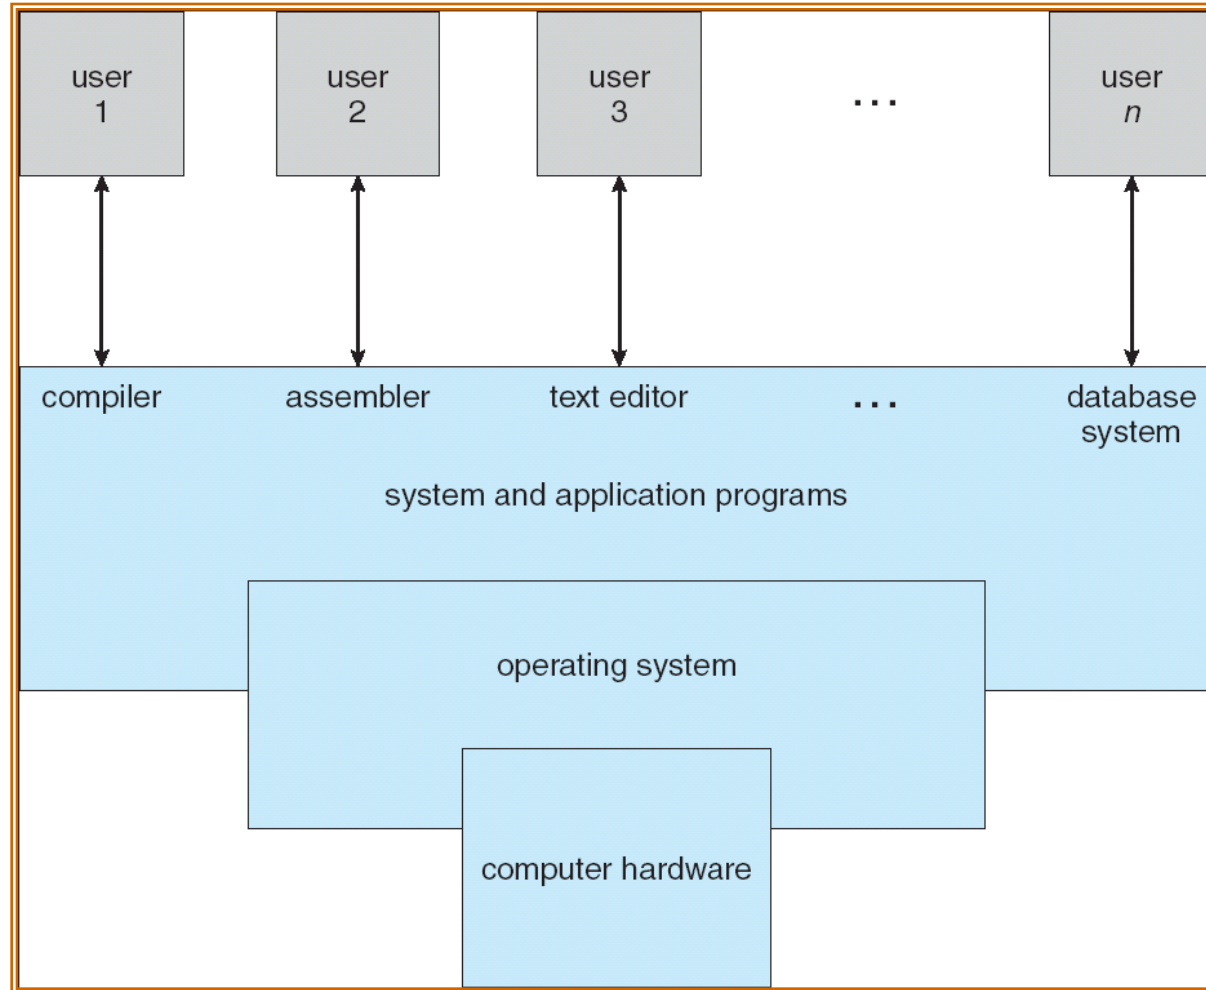 user
1
user
2
user
3
...
user
n
compiler
assembler
text editor
...
database
system
system and application programs
operating system
computer hardware